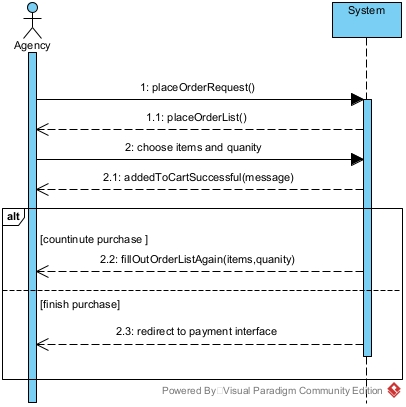 System
Agency
1: placeOrderRequest()
1.1: placeOrderList()
2: choose items and quanity
2.1: addedToCartSuccessful(message)
alt
[countinute purchase ]
2.2: fillOutOrderListAgain(items,quanity)
[finish purchase]
2.3: redirect to payment interface
Powered By Visual Paradigm Community Edition